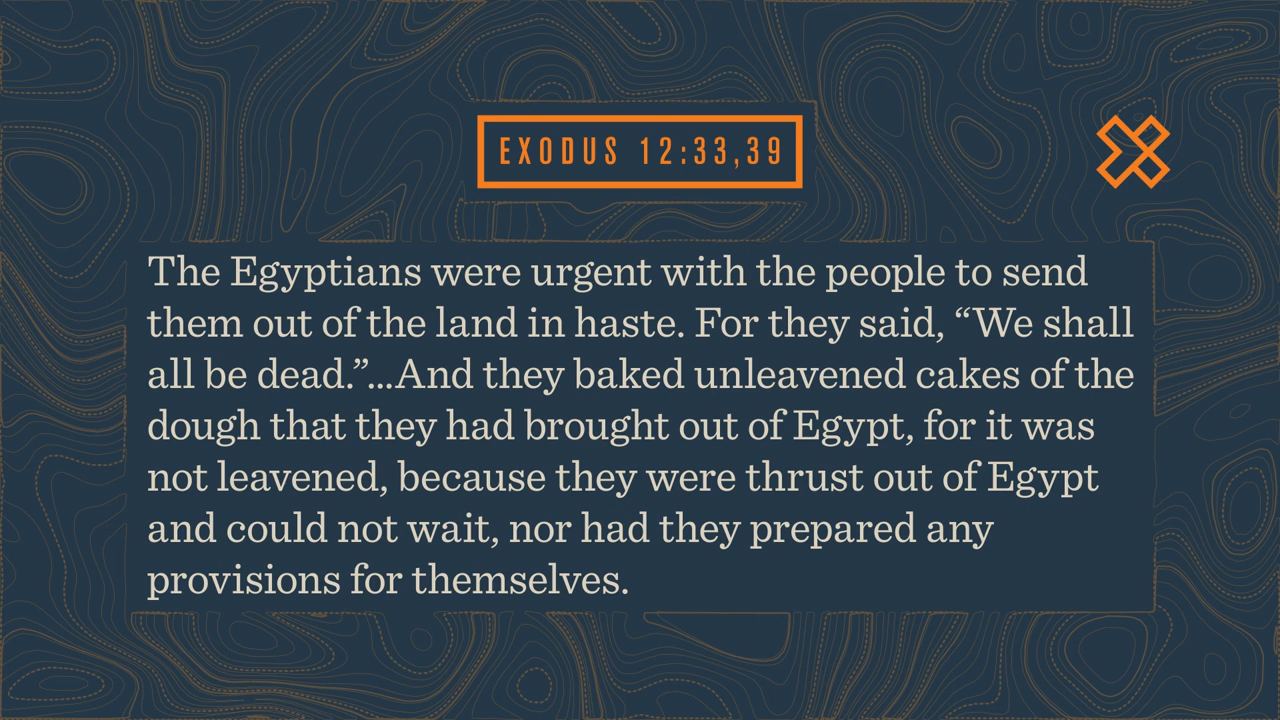 EXODUS 12:33,39
The Egyptians were urgent with the people to send
them out of the land in haste. For they said, “We shall
all be dead.”...And they baked unleavened cakes of the
dough that they had brought out of Egypt, for it was
not leavened, because they were thrust out of Egypt
and could not wait, nor had they prepared any
provisions for themselves.